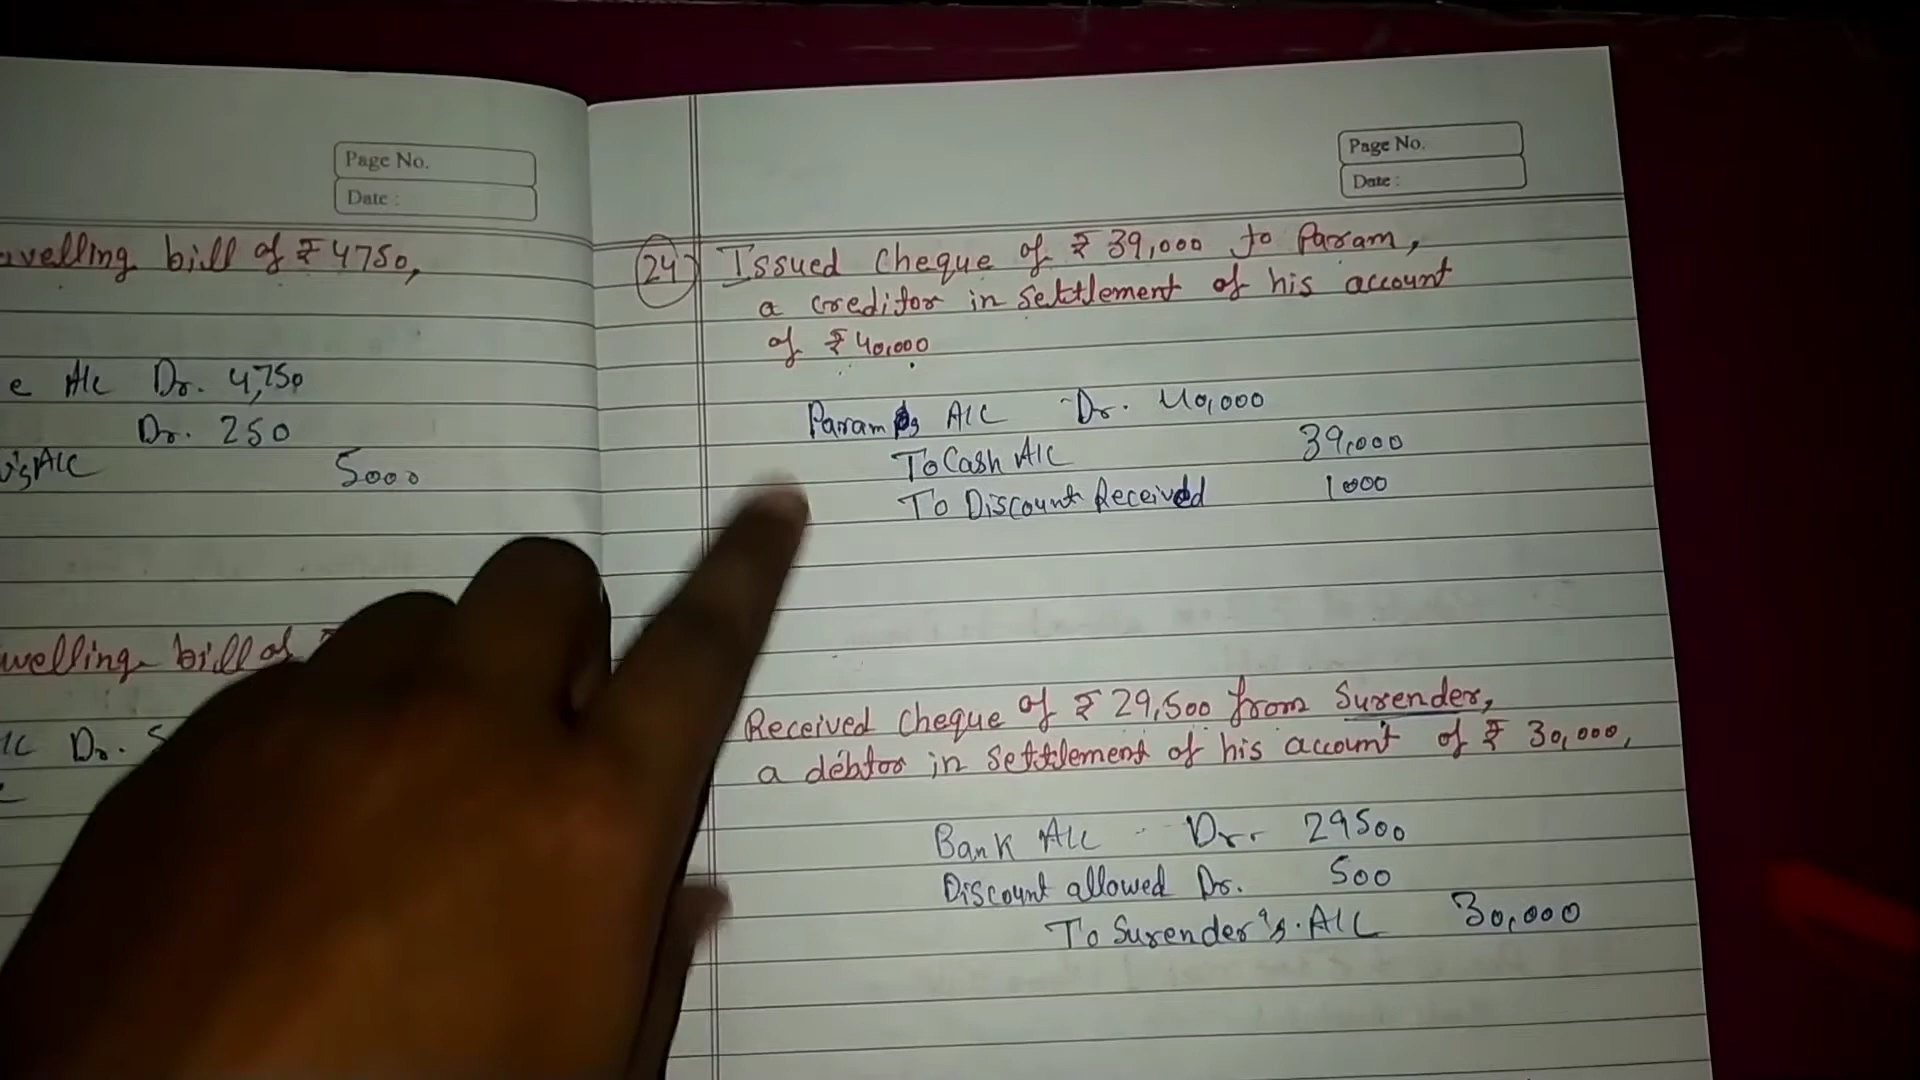 Page No.
Date :
velling bill of ₹ 4750,
e A/c Dr. 4,750
Dr. 250
's A/C 5000
welling bill of
Dr.
Page No.
Date :
24 Issued Cheque of ₹ 39,000 to Param,
a creditor in settlement of his account
of ₹ 40,000
Param's A/C Dr. 40,000
To Cash A/C 39,000
To Discount Received 1000
Received Cheque of ₹ 29,500 from Surender,
a debtor in Setttlement of his account of ₹ 30,000,
Bank A/C Dr. 29500
Discount allowed Dr. 500
To Surender's A/C 30,000